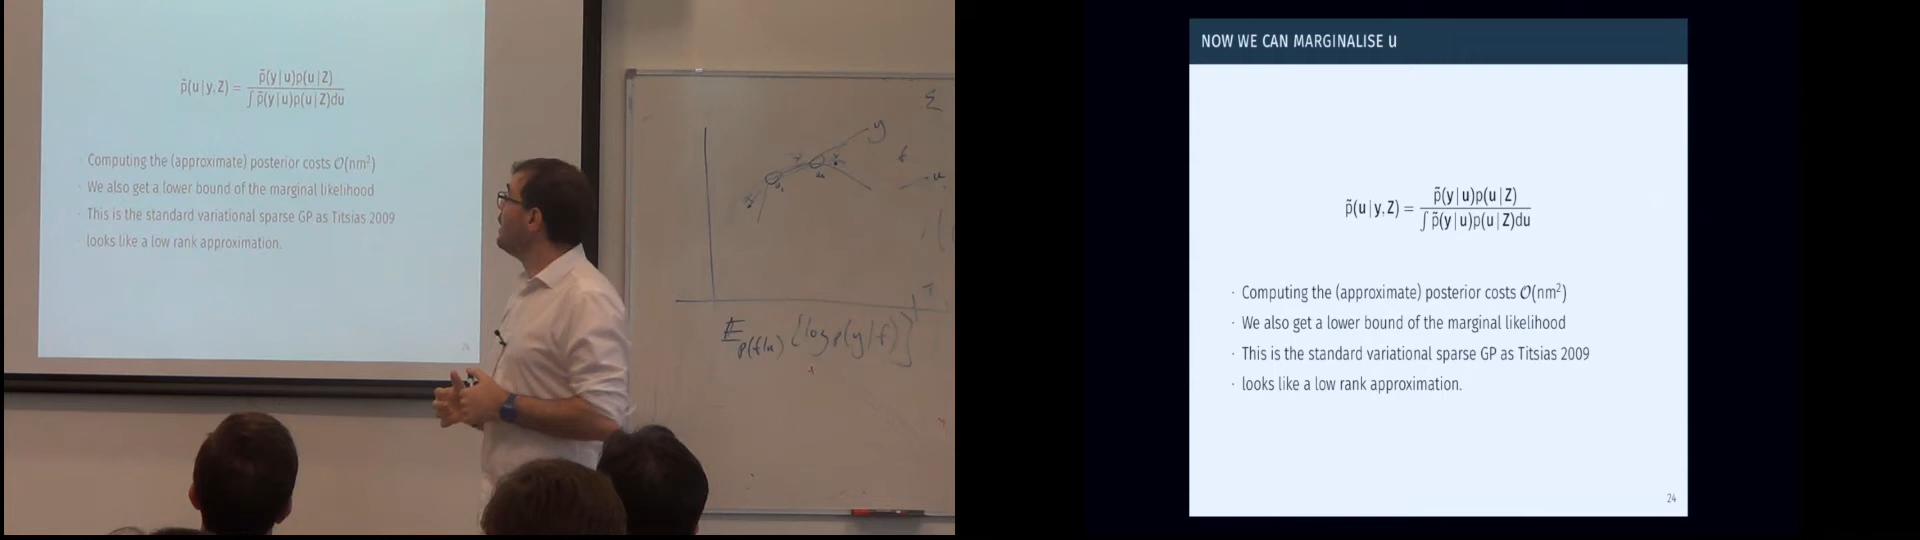 p̃(u | y, Z) = p̃(y | u)p(u | Z) / ∫ p̃(y | u)p(u | Z)du
Computing the (approximate) posterior costs O(nm²)
We also get a lower bound of the marginal likelihood
This is the standard variational sparse GP as Titsias 2009
looks like a low rank approximation.
24
y
u
Σ
T
E p(f|u) [log p(y|f)]
NOW WE CAN MARGINALISE u
p̃(u | y, Z) = p̃(y | u)p(u | Z) / ∫ p̃(y | u)p(u | Z)du
· Computing the (approximate) posterior costs O(nm²)
· We also get a lower bound of the marginal likelihood
· This is the standard variational sparse GP as Titsias 2009
· looks like a low rank approximation.
24